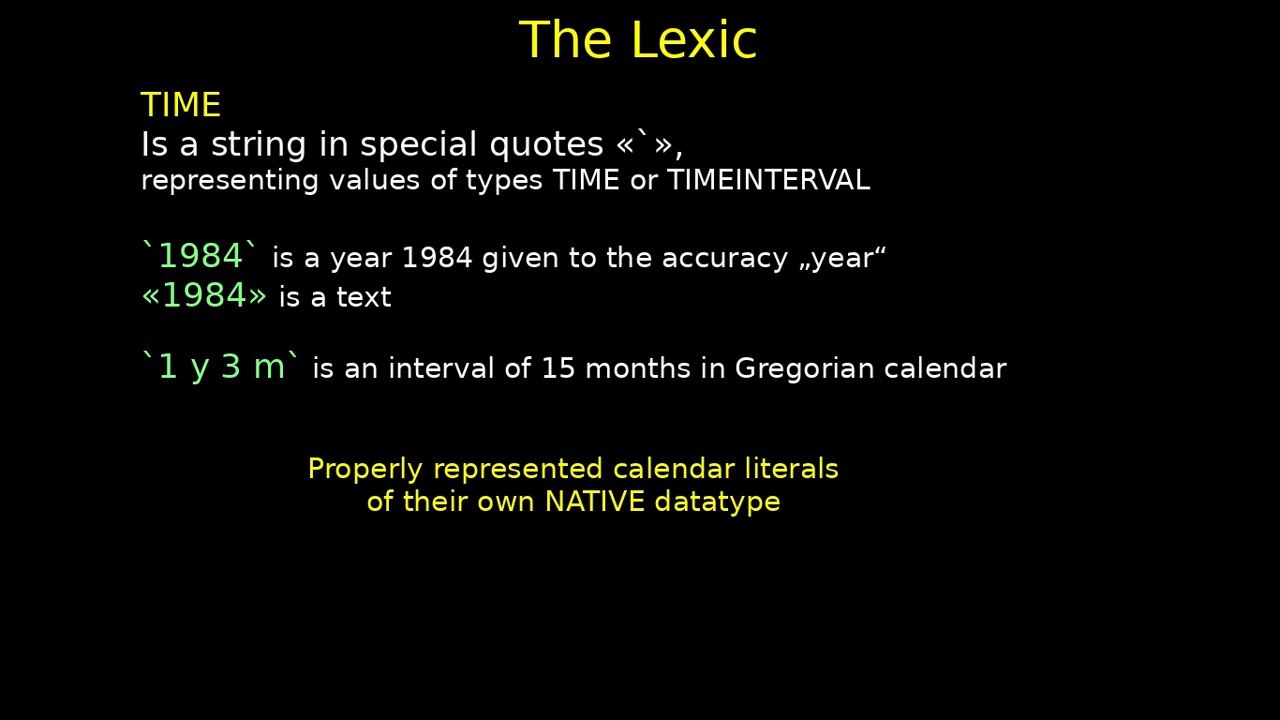 The Lexic
TIME
Is a string in special quotes «`»,
representing values of types TIME or TIMEINTERVAL
`1984` is a year 1984 given to the accuracy „year“
«1984» is a text
`1 y 3 m` is an interval of 15 months in Gregorian calendar
Properly represented calendar literals
of their own NATIVE datatype